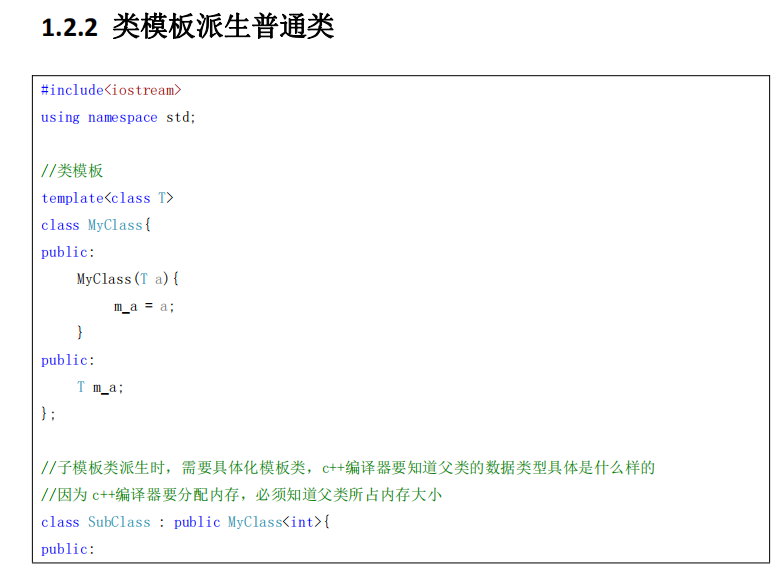 1.2.2 类模板派生普通类
#include<iostream>
using namespace std;
//类模板
template<class T>
class MyClass{
public:
MyClass(T a){
m_a = a;
}
public:
T m_a;
};
//子模板类派生时，需要具体化模板类，c++编译器要知道父类的数据类型具体是什么样的
//因为 c++编译器要分配内存，必须知道父类所占内存大小
class SubClass : public MyClass<int>{
public: